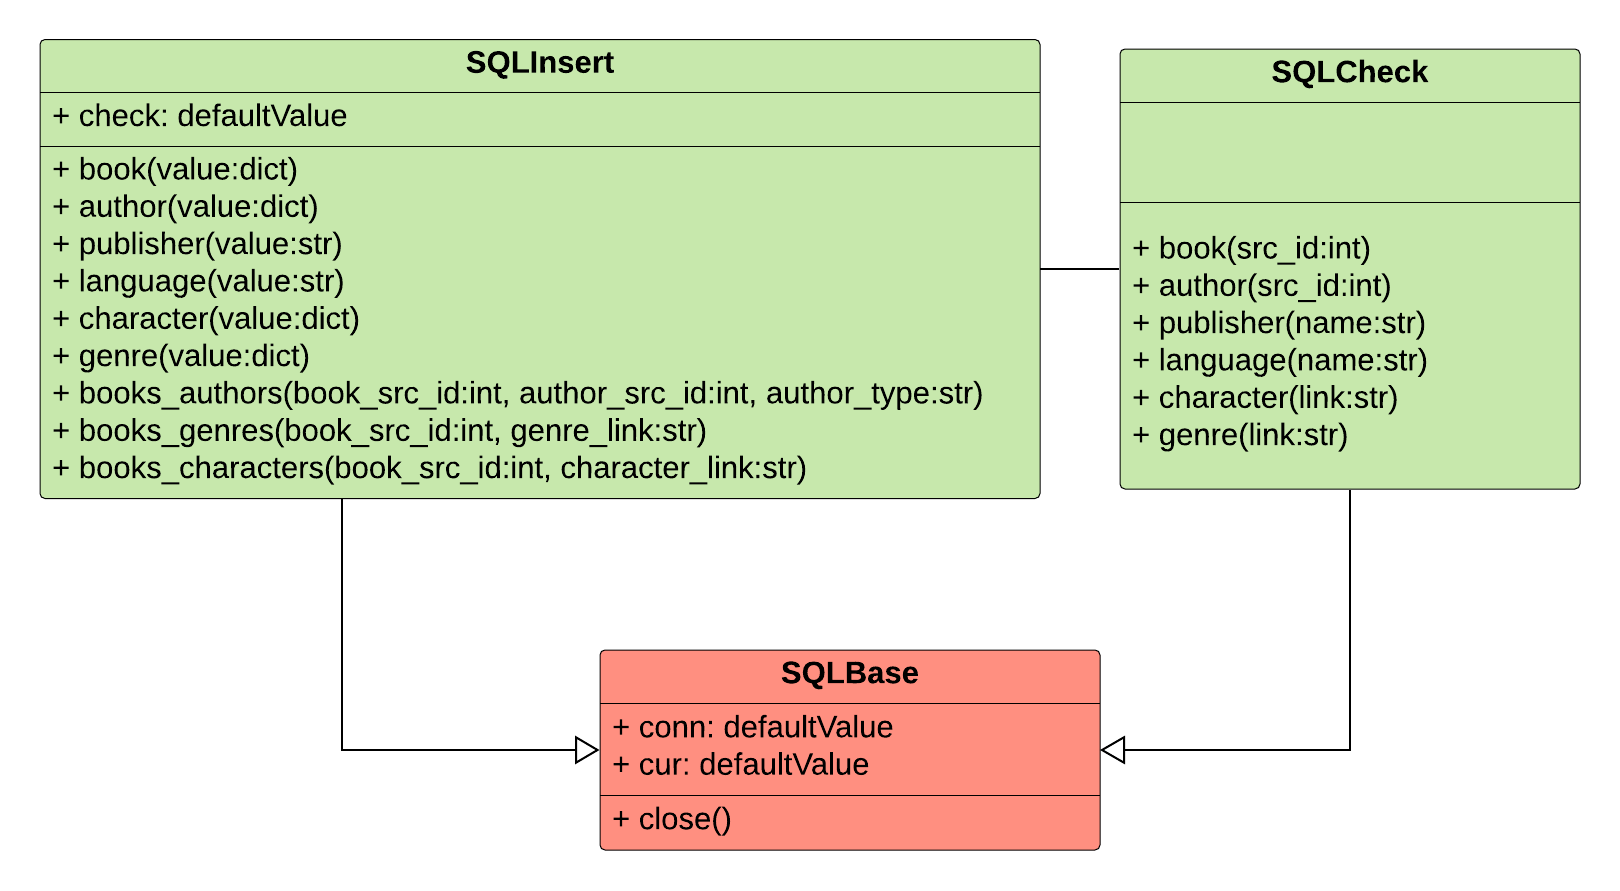 SQLInsert
+ check: defaultValue
+ book(value:dict)
+ author(value:dict)
+ publisher(value:str)
+ language(value:str)
+ character(value:dict)
+ genre(value:dict)
+ books_authors(book_src_id:int, author_src_id:int, author_type:str)
+ books_genres(book_src_id:int, genre_link:str)
+ books_characters(book_src_id:int, character_link:str)
SQLCheck
+ book(src_id:int)
+ author(src_id:int)
+ publisher(name:str)
+ language(name:str)
+ character(link:str)
+ genre(link:str)
SQLBase
+ conn: defaultValue
+ cur: defaultValue
+ close()